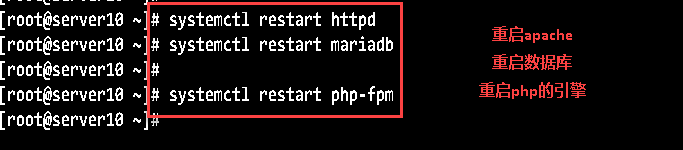 [root@server10 ~]#
[root@server10 ~]# systemctl restart httpd
[root@server10 ~]# systemctl restart mariadb
[root@server10 ~]#
[root@server10 ~]# systemctl restart php-fpm
[root@server10 ~]#
重启apache
重启数据库
重启php的引擎